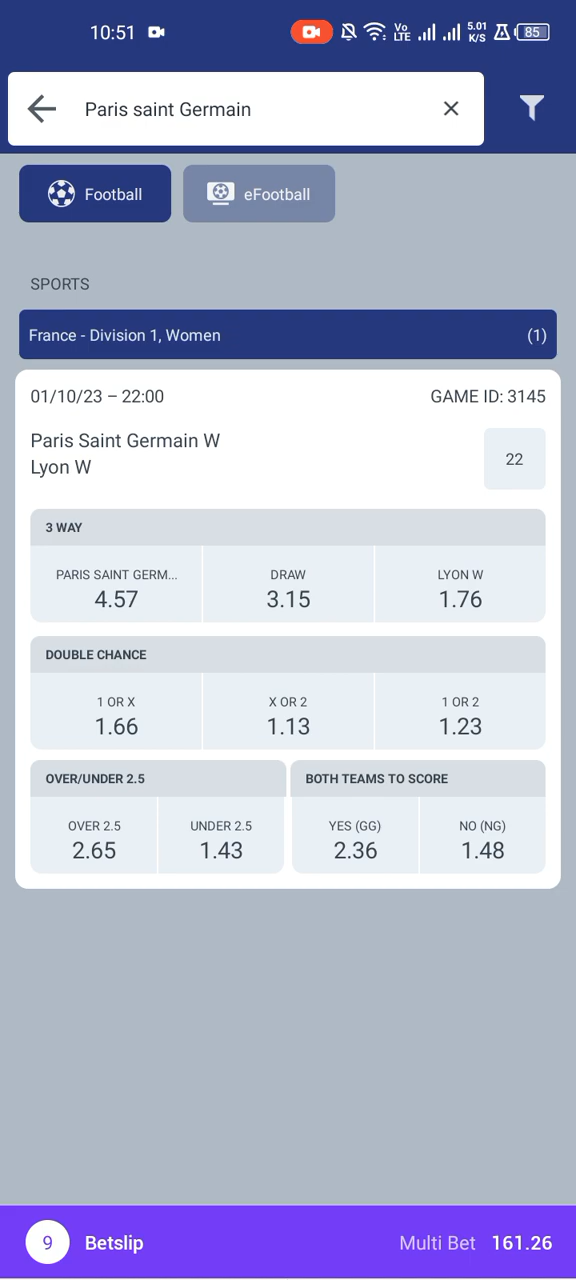 10:51
Vo LTE 5.01 K/S 85
Paris saint Germain
Football eFootball
SPORTS
France - Division 1, Women (1)
01/10/23 – 22:00 GAME ID: 3145
Paris Saint Germain W
Lyon W
22
3 WAY
PARIS SAINT GERM... DRAW LYON W
4.57 3.15 1.76
DOUBLE CHANCE
1 OR X X OR 2 1 OR 2
1.66 1.13 1.23
OVER/UNDER 2.5 BOTH TEAMS TO SCORE
OVER 2.5 UNDER 2.5 YES (GG) NO (NG)
2.65 1.43 2.36 1.48
9 Betslip Multi Bet 161.26